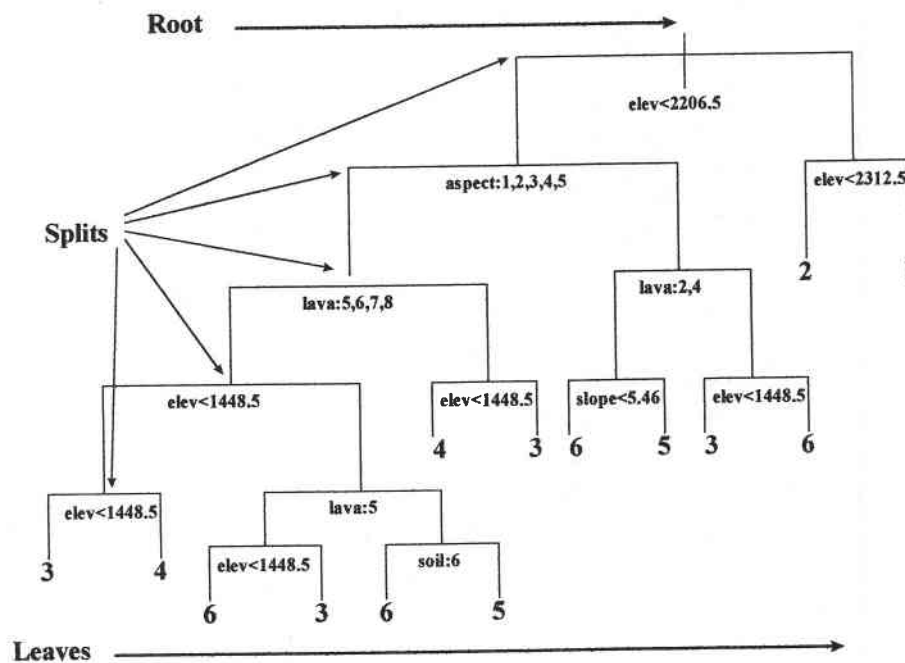 Root
elev<2206.5
aspect:1,2,3,4,5
elev<2312.5
Splits
2
lava:5,6,7,8
lava:2,4
elev<1448.5
elev<1448.5
slope<5.46
elev<1448.5
4
3
6
5
3
6
elev<1448.5
lava:5
3
4
elev<1448.5
soil:6
6
3
6
5
Leaves